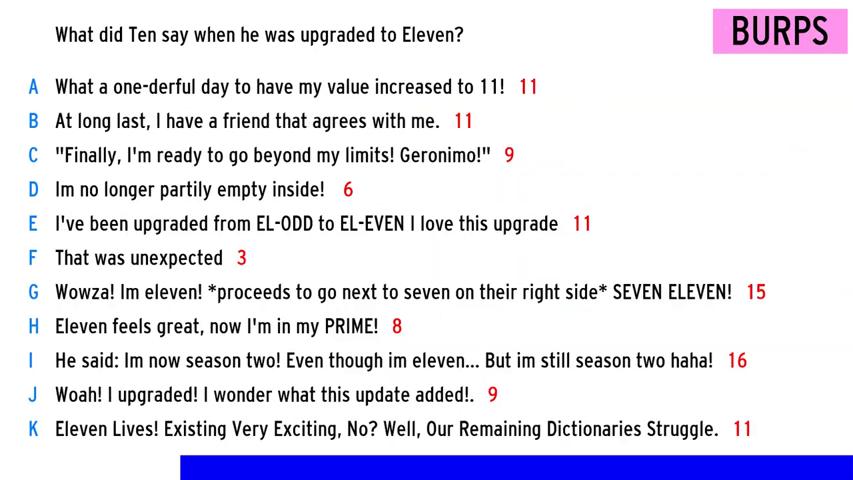 What did Ten say when he was upgraded to Eleven?
BURPS
A What a one-derful day to have my value increased to 11! 11
B At long last, I have a friend that agrees with me. 11
C "Finally, I'm ready to go beyond my limits! Geronimo!" 9
D Im no longer partily empty inside! 6
E I've been upgraded from EL-ODD to EL-EVEN I love this upgrade 11
F That was unexpected 3
G Wowza! Im eleven! *proceeds to go next to seven on their right side* SEVEN ELEVEN! 15
H Eleven feels great, now I'm in my PRIME! 8
I He said: Im now season two! Even though im eleven... But im still season two haha! 16
J Woah! I upgraded! I wonder what this update added!. 9
K Eleven Lives! Existing Very Exciting, No? Well, Our Remaining Dictionaries Struggle. 11